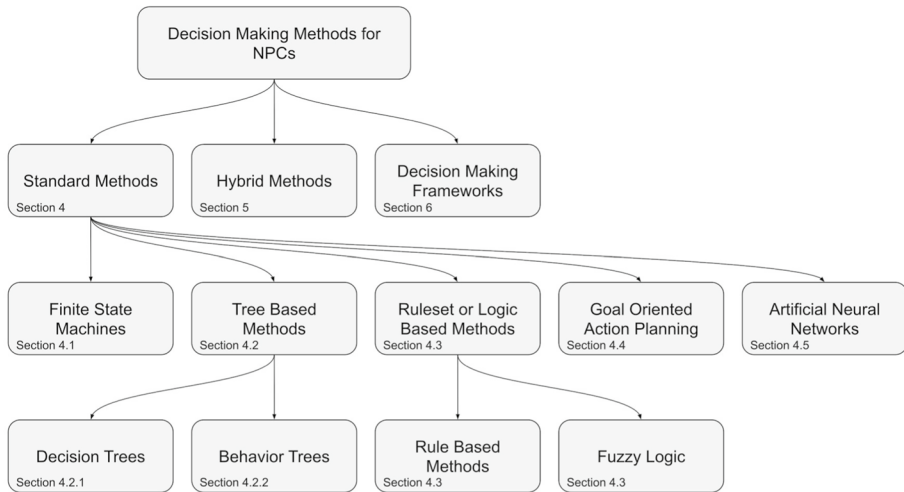 Decision Making Methods for
NPCs
Standard Methods
Section 4
Hybrid Methods
Section 5
Decision Making
Frameworks
Section 6
Finite State
Machines
Section 4.1
Tree Based
Methods
Section 4.2
Ruleset or Logic
Based Methods
Section 4.3
Goal Oriented
Action Planning
Section 4.4
Artificial Neural
Networks
Section 4.5
Decision Trees
Section 4.2.1
Behavior Trees
Section 4.2.2
Rule Based
Methods
Section 4.3
Fuzzy Logic
Section 4.3